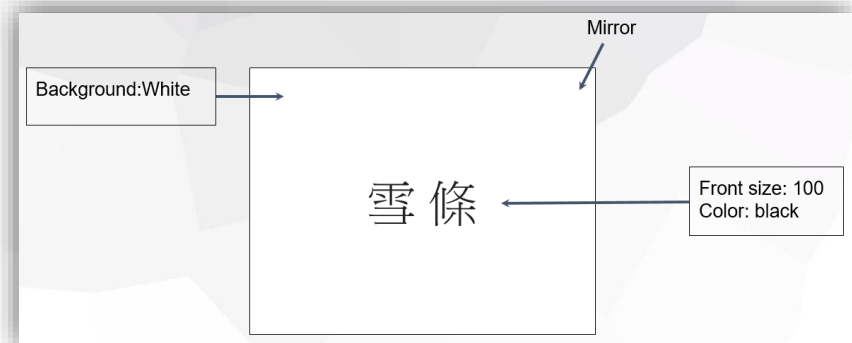 Mirror
Background:White
雪條
Front size: 100
Color: black